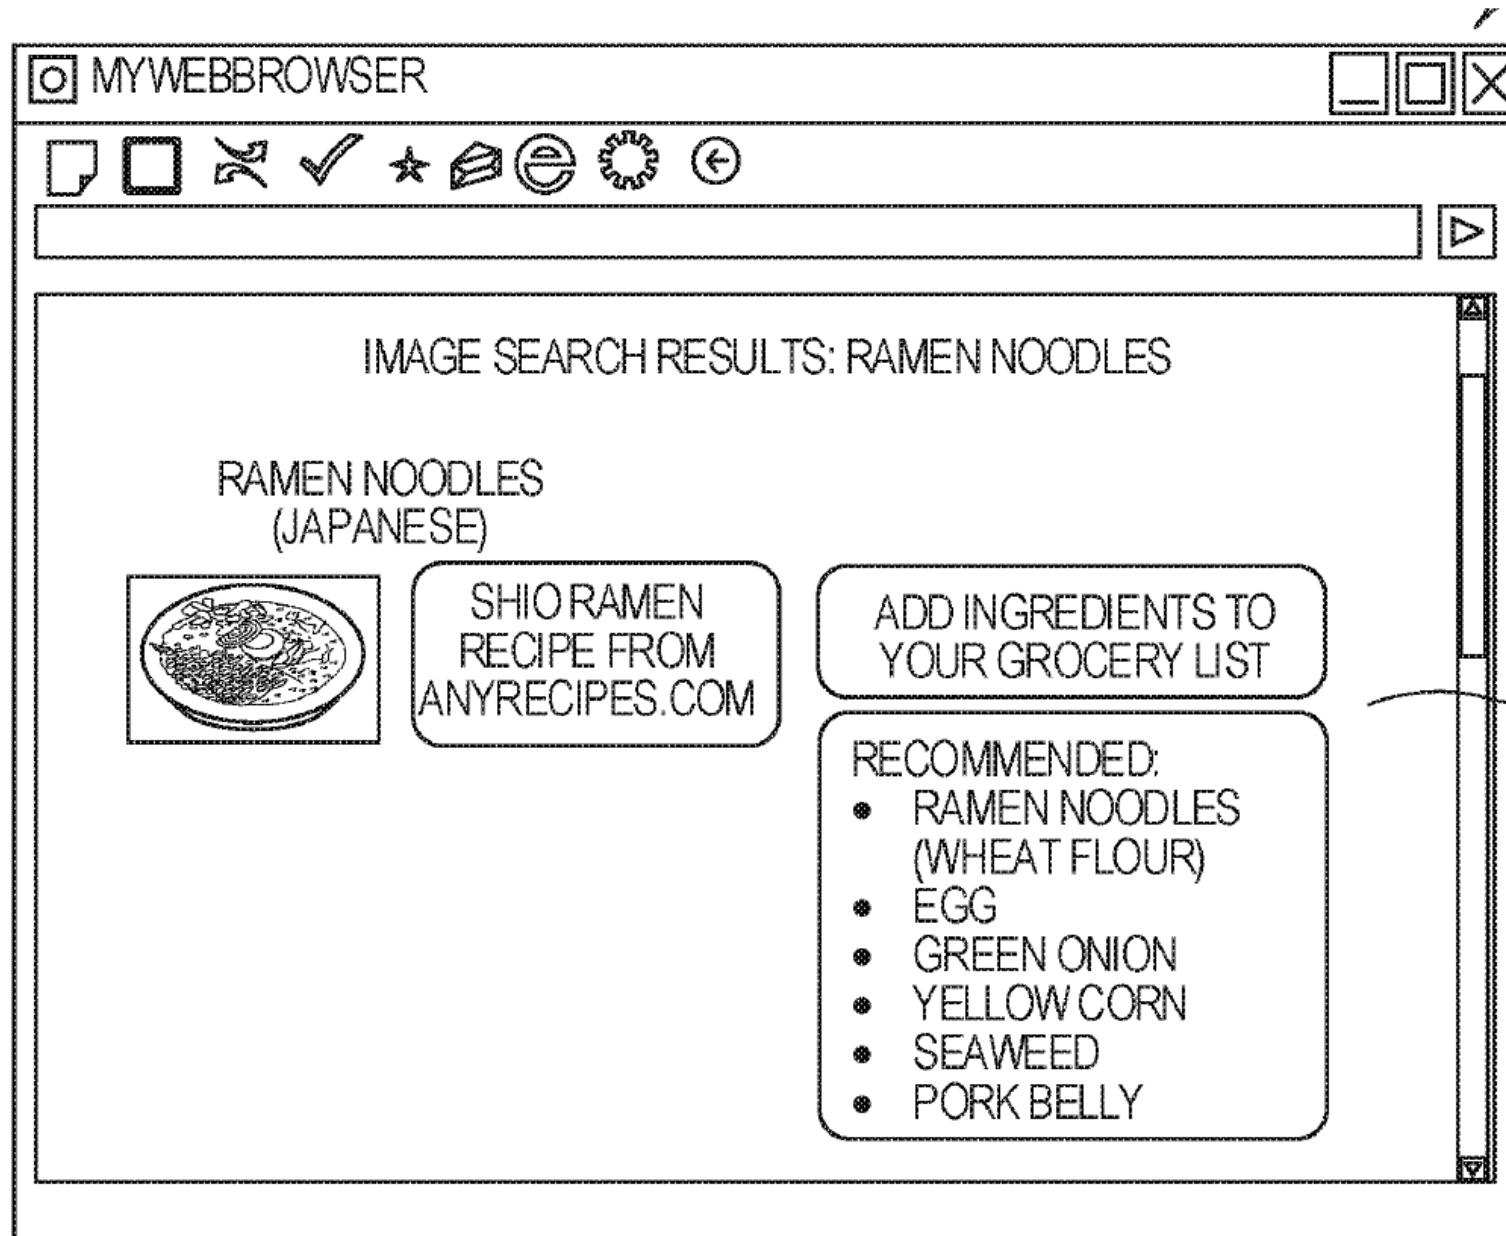 MYWEBBROWSER
IMAGE SEARCH RESULTS: RAMEN NOODLES
RAMEN NOODLES
(JAPANESE)
SHIO RAMEN
RECIPE FROM
ANYRECIPES.COM
ADD INGREDIENTS TO
YOUR GROCERY LIST
RECOMMENDED:
• RAMEN NOODLES
(WHEAT FLOUR)
• EGG
• GREEN ONION
• YELLOW CORN
• SEAWEED
• PORK BELLY